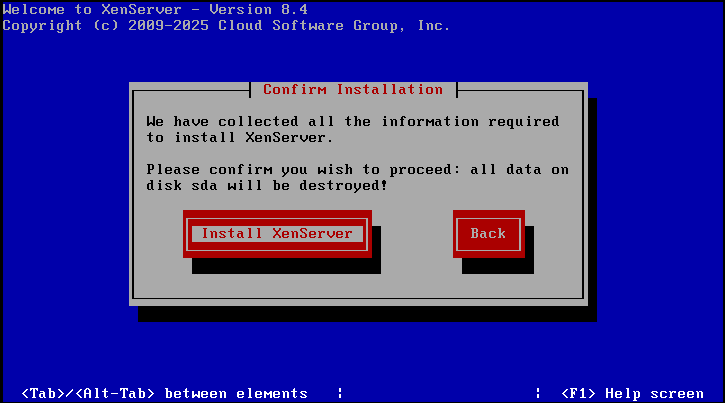 Welcome to XenServer - Version 8.4
Copyright (c) 2009-2025 Cloud Software Group, Inc.
Confirm Installation
We have collected all the information required
to install XenServer.
Please confirm you wish to proceed: all data on
disk sda will be destroyed!
Install XenServer Back
<Tab>/<Alt-Tab> between elements | | <F1> Help screen